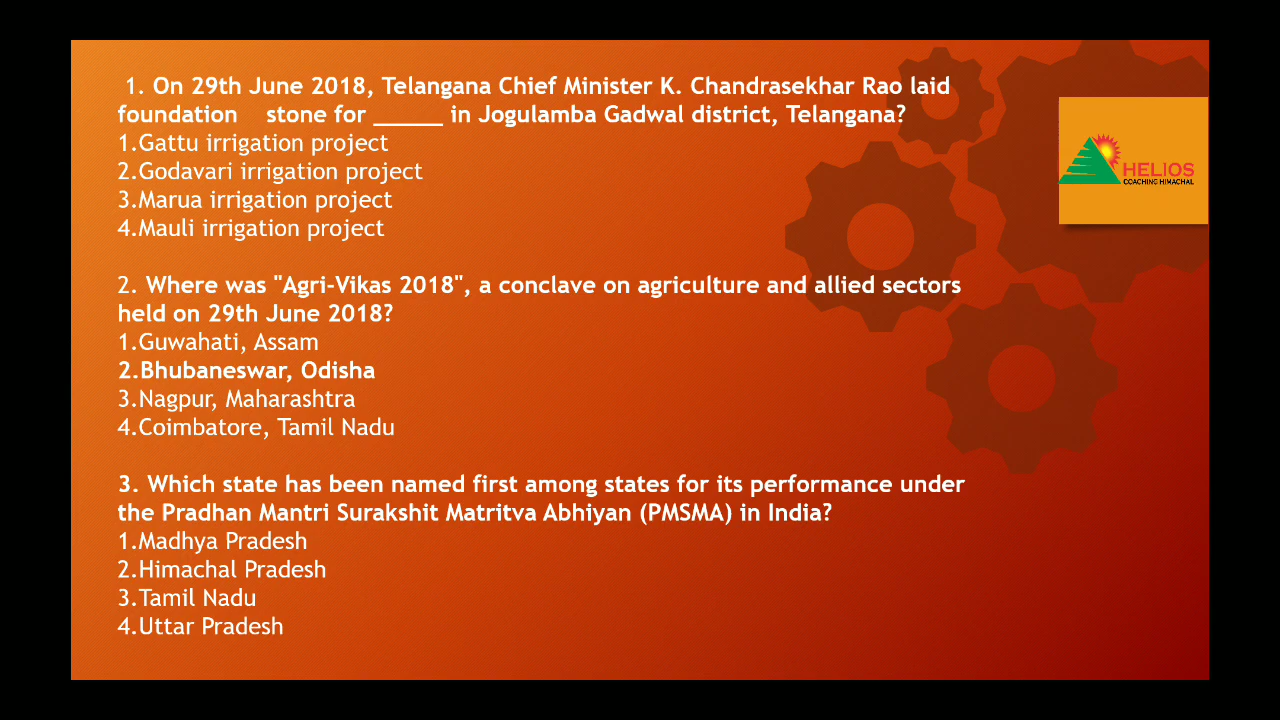 1. On 29th June 2018, Telangana Chief Minister K. Chandrasekhar Rao laid
foundation stone for ______ in Jogulamba Gadwal district, Telangana?
1.Gattu irrigation project
2.Godavari irrigation project
3.Marua irrigation project
4.Mauli irrigation project
2. Where was "Agri-Vikas 2018", a conclave on agriculture and allied sectors
held on 29th June 2018?
1.Guwahati, Assam
2.Bhubaneswar, Odisha
3.Nagpur, Maharashtra
4.Coimbatore, Tamil Nadu
3. Which state has been named first among states for its performance under
the Pradhan Mantri Surakshit Matritva Abhiyan (PMSMA) in India?
1.Madhya Pradesh
2.Himachal Pradesh
3.Tamil Nadu
4.Uttar Pradesh
HELIOS
COACHING HIMACHAL